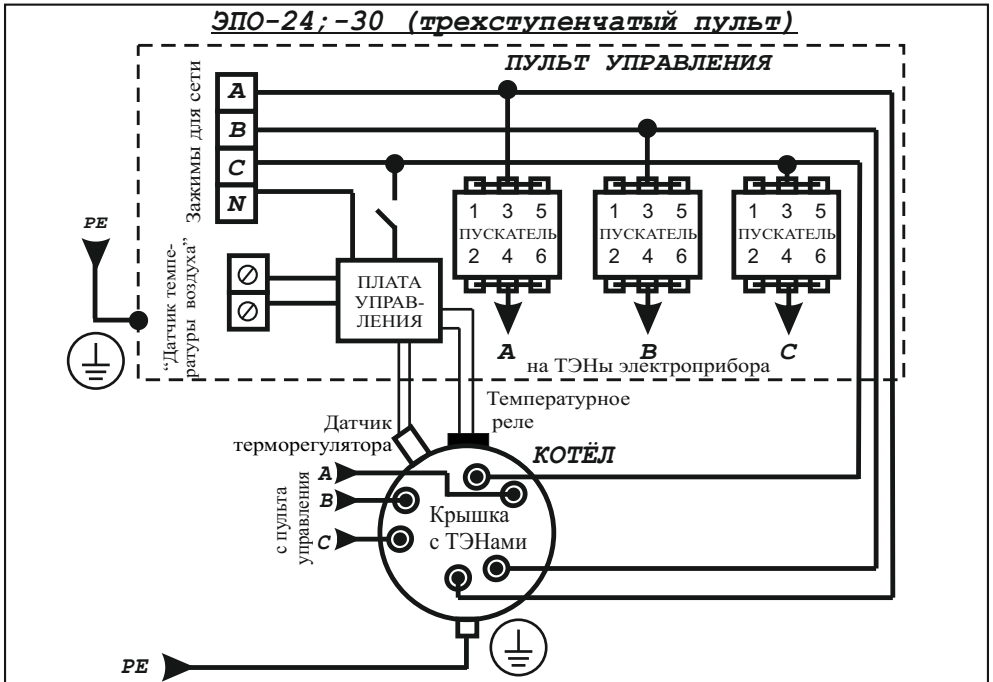 ЭПО-24; -30 (трехступенчатый пульт)
ПУЛЬТ УПРАВЛЕНИЯ
Зажимы для сети
A
B
C
N
PE
“Датчик темпе-
ратуры воздуха”
ПЛАТА
УПРАВ-
ЛЕНИЯ
1 3 5
ПУСКАТЕЛЬ
2 4 6
1 3 5
ПУСКАТЕЛЬ
2 4 6
1 3 5
ПУСКАТЕЛЬ
2 4 6
A
B
C
на ТЭНы электроприбора
Температурное
реле
Датчик
терморегулятора
КОТЁЛ
с пульта
управления
A
B
C
Крышка
с ТЭНами
PE